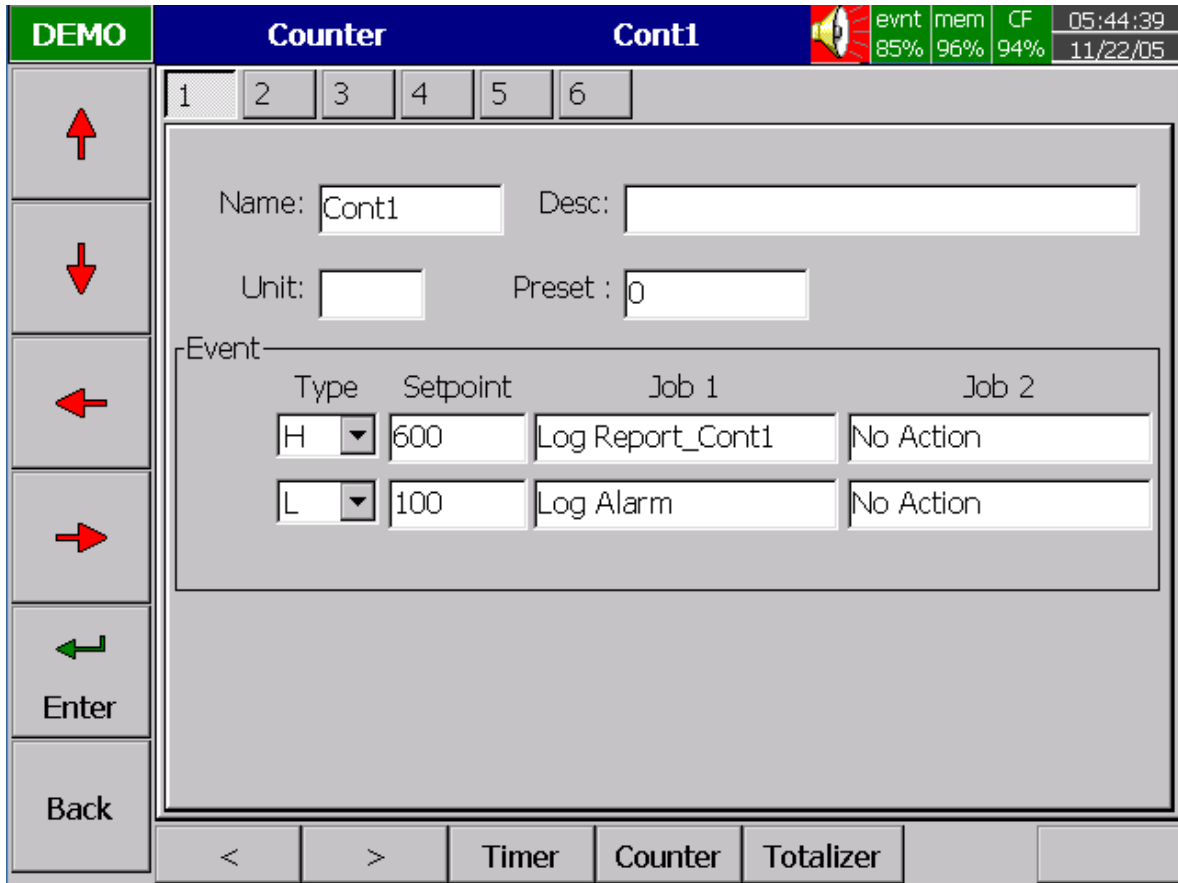 DEMO Counter Cont1 evnt mem CF 05:44:39
85% 96% 94% 11/22/05
1 2 3 4 5 6
Name: Cont1 Desc:
Unit: Preset : 0
Event
Type Setpoint Job 1 Job 2
H 600 Log Report_Cont1 No Action
L 100 Log Alarm No Action
Enter
Back
< > Timer Counter Totalizer